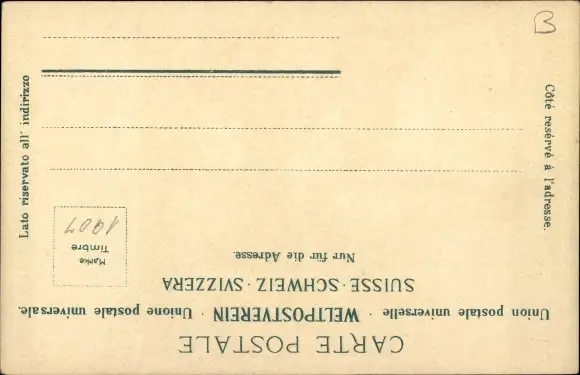 CARTE POSTALE
Union postale universelle · WELTPOSTVEREIN · Unione postale universale.
SUISSE · SCHWEIZ · SVIZZERA
Nur für die Adresse.
Marke
Timbre
1907
Côté resérvé à l'adresse.
Lato riservato all' indirizzo
B